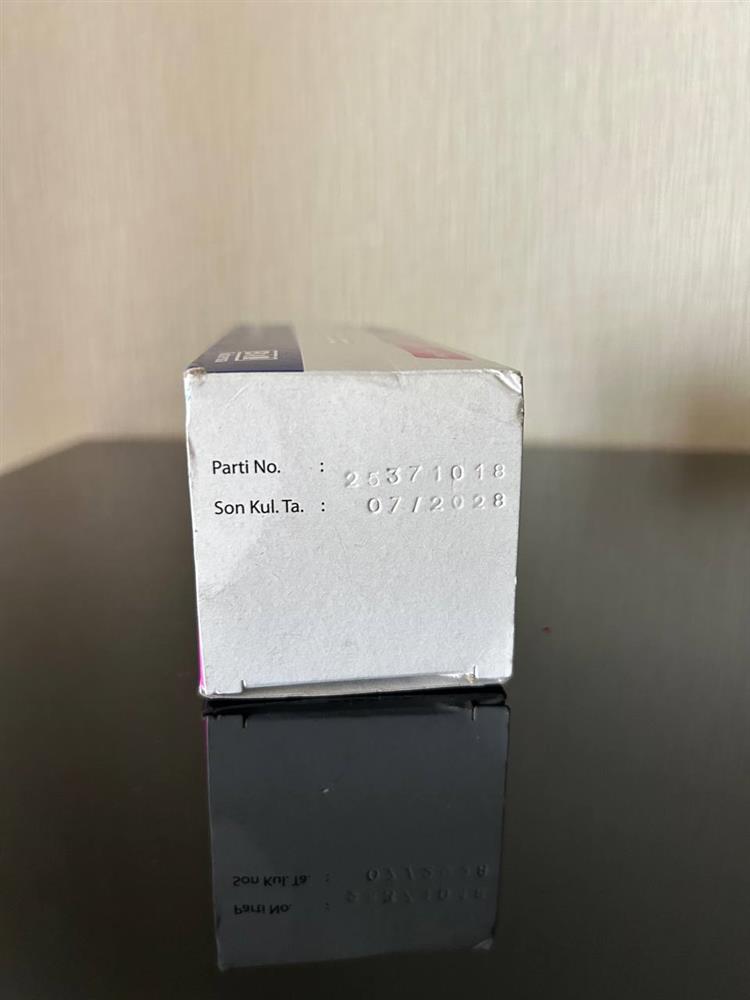 Parti No. : 25371018
Son Kul. Ta. : 07/2028